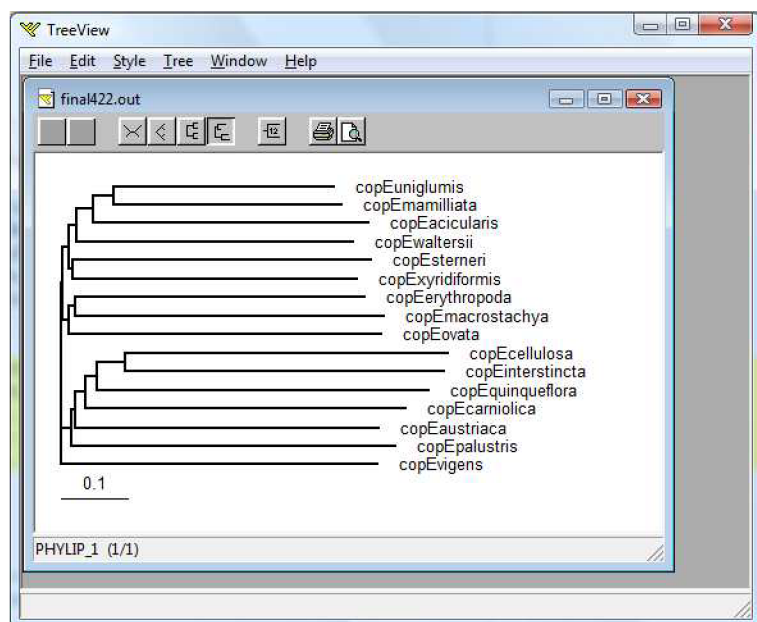 TreeView
File Edit Style Tree Window Help
final422.out
12
copEuniglumis
copEmamilliata
copEacicularis
copEwaltersii
copEsterneri
copExyridiformis
copEerythropoda
copEmacrostachya
copEovata
copEcellulosa
copEinterstincta
copEquinqueflora
copEcarniolica
copEaustriaca
copEpalustris
copEvigens
0.1
PHYLIP_1 (1/1)